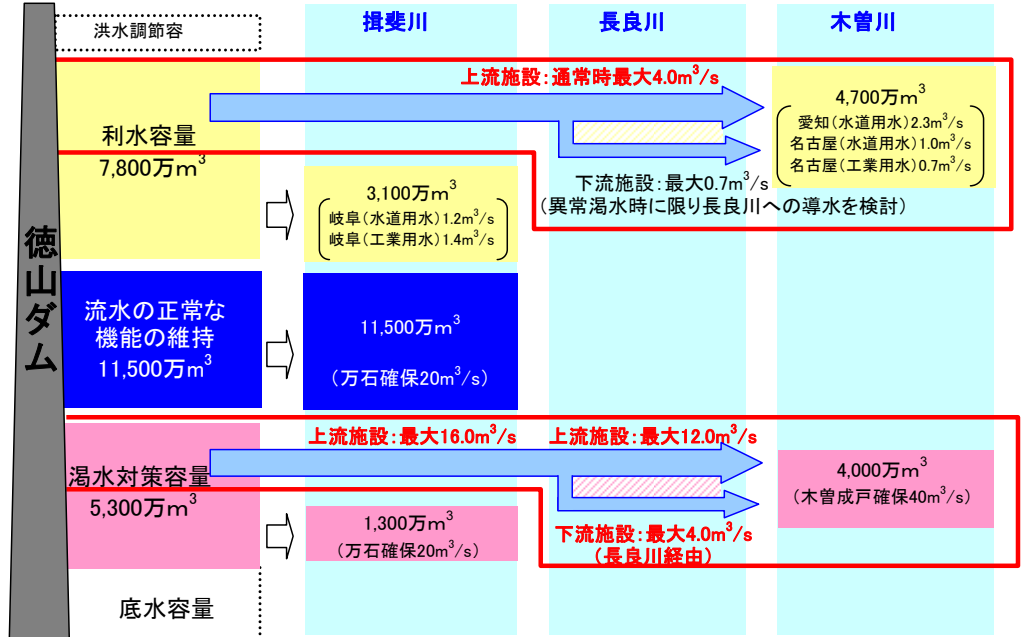 徳山ダム
洪水調節容
揖斐川
長良川
木曽川
利水容量
7,800万m³
上流施設：通常時最大4.0m³/s
4,700万m³
愛知（水道用水）2.3m³/s
名古屋（水道用水）1.0m³/s
名古屋（工業用水）0.7m³/s
下流施設：最大0.7m³/s
（異常渇水時に限り長良川への導水を検討）
3,100万m³
岐阜（水道用水）1.2m³/s
岐阜（工業用水）1.4m³/s
流水の正常な
機能の維持
11,500万m³
11,500万m³
（万石確保20m³/s）
渇水対策容量
5,300万m³
上流施設：最大16.0m³/s
上流施設：最大12.0m³/s
4,000万m³
（木曽成戸確保40m³/s）
1,300万m³
（万石確保20m³/s）
下流施設：最大4.0m³/s
（長良川経由）
底水容量